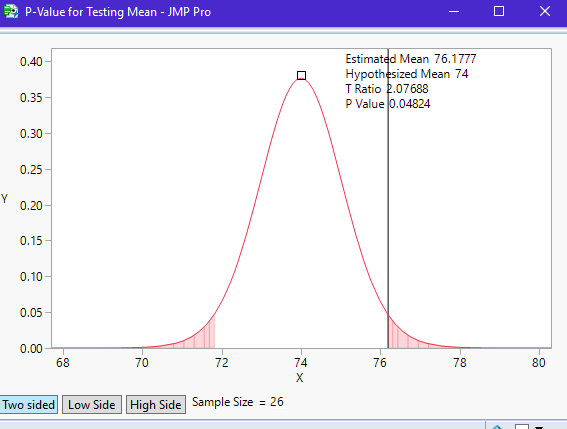 P-Value for Testing Mean - JMP Pro
Estimated Mean 76.1777
Hypothesized Mean 74
T Ratio 2.07688
P Value 0.04824
0.40
0.35
0.30
0.25
0.20
0.15
0.10
0.05
0.00
Y
68 70 72 74 76 78 80
X
Two sided Low Side High Side Sample Size = 26